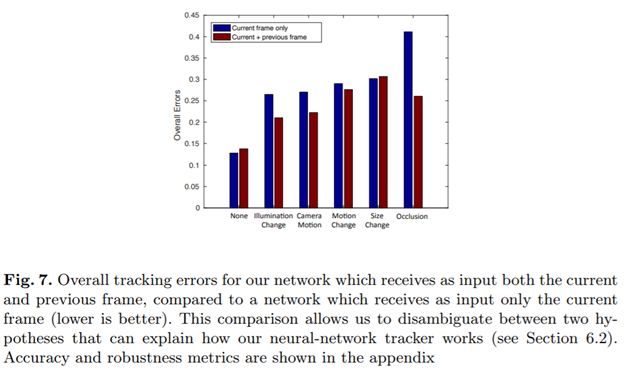 0.45
0.4
0.35
0.3
0.25
0.2
0.15
0.1
0.05
0
Overall Errors
Current frame only
Current + previous frame
None Illumination Camera Motion Size Occlusion
Change Motion Change Change
Fig. 7. Overall tracking errors for our network which receives as input both the current
and previous frame, compared to a network which receives as input only the current
frame (lower is better). This comparison allows us to disambiguate between two hy-
potheses that can explain how our neural-network tracker works (see Section 6.2).
Accuracy and robustness metrics are shown in the appendix